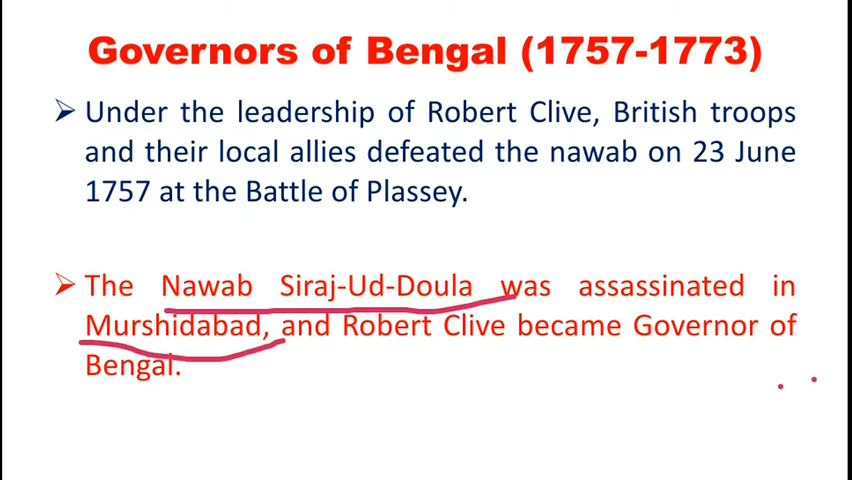 Governors of Bengal (1757-1773)
➢ Under the leadership of Robert Clive, British troops
and their local allies defeated the nawab on 23 June
1757 at the Battle of Plassey.
➢ The Nawab Siraj-Ud-Doula was assassinated in
Murshidabad, and Robert Clive became Governor of
Bengal.